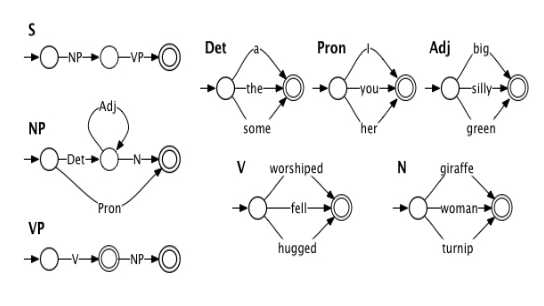 S
NP VP
NP
Adj
Det N
Pron
VP
V NP
Det
a
the
some
Pron
I
you
her
Adj
big
silly
green
V
worshiped
fell
hugged
N
giraffe
woman
turnip